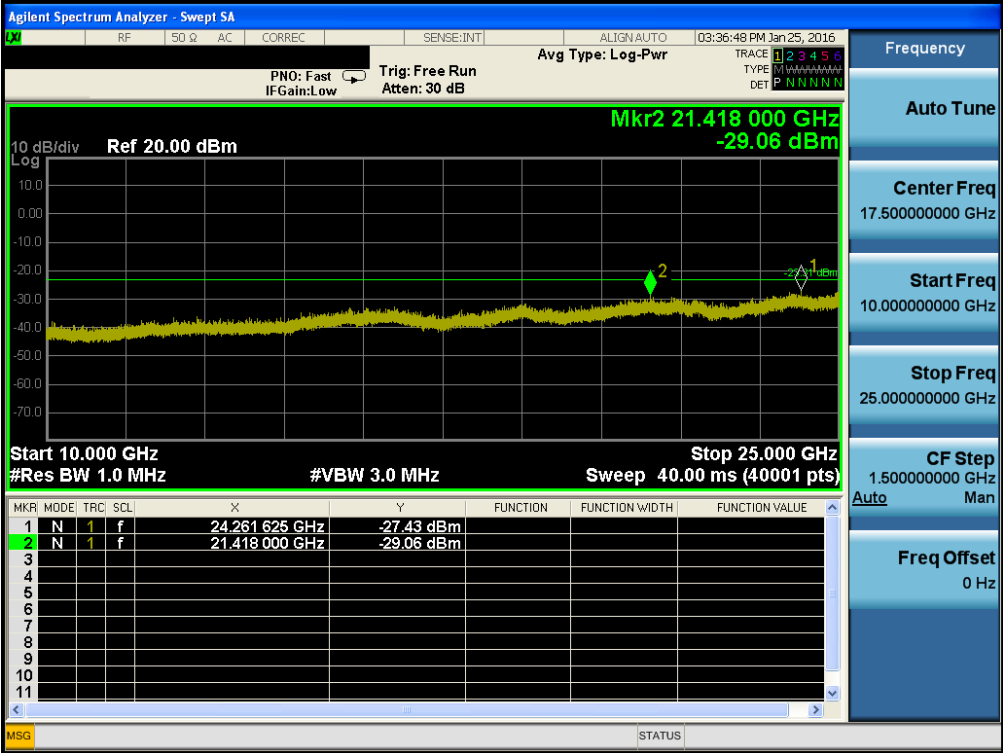 Agilent Spectrum Analyzer - Swept SA
LXI RF 50 Ω AC CORREC SENSE:INT ALIGNAUTO 03:36:48 PM Jan 25, 2016
Frequency
Avg Type: Log-Pwr TRACE 1 2 3 4 5 6
PNO: Fast Trig: Free Run TYPE M WWWWW
IFGain:Low Atten: 30 dB DET P N N N N N
Auto Tune
Mkr2 21.418 000 GHz
10 dB/div Ref 20.00 dBm -29.06 dBm
Log
10.0
0.00
-10.0
-20.0
-30.0
-40.0
-50.0
-60.0
-70.0
2
1
dBm
Center Freq
17.500000000 GHz
Start Freq
10.000000000 GHz
Stop Freq
25.000000000 GHz
Start 10.000 GHz Stop 25.000 GHz
#Res BW 1.0 MHz #VBW 3.0 MHz Sweep 40.00 ms (40001 pts)
CF Step
1.500000000 GHz
Auto Man
MKR MODE TRC SCL X Y FUNCTION FUNCTION WIDTH FUNCTION VALUE
1 N 1 f 24.261 625 GHz -27.43 dBm
2 N 1 f 21.418 000 GHz -29.06 dBm
3
4
5
6
7
8
9
10
11
Freq Offset
0 Hz
MSG STATUS